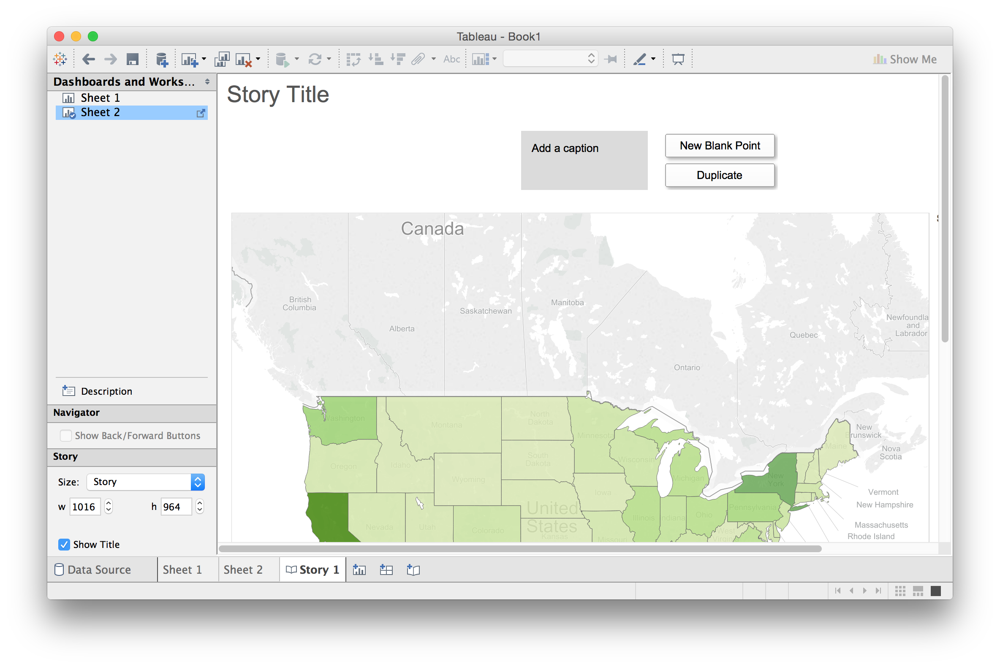 Tableau - Book1
Abc
Show Me
Dashboards and Works...
Sheet 1
Sheet 2
Description
Navigator
Show Back/Forward Buttons
Story
Size: Story
w 1016 h 964
Show Title
Story Title
Add a caption
New Blank Point
Duplicate
Canada
British
Columbia
Alberta
Saskatchewan
Manitoba
Ontario
Quebec
Newfoundla
and
Labrador
New
Brunswick
Nova
Scotia
Washington
Montana
North
Dakota
Minnesota
Oregon
Idaho
Wyoming
South
Dakota
Wisconsin
Michigan
Maine
New
York
Iowa
Pennsylvania
Nevada
Utah
Colorado
United
States
Kansas
Missouri
Illinois
Indiana
Ohio
West
Virginia
Vermont
New Hampshire
Massachusetts
Rhode Island
Data Source
Sheet 1
Sheet 2
Story 1